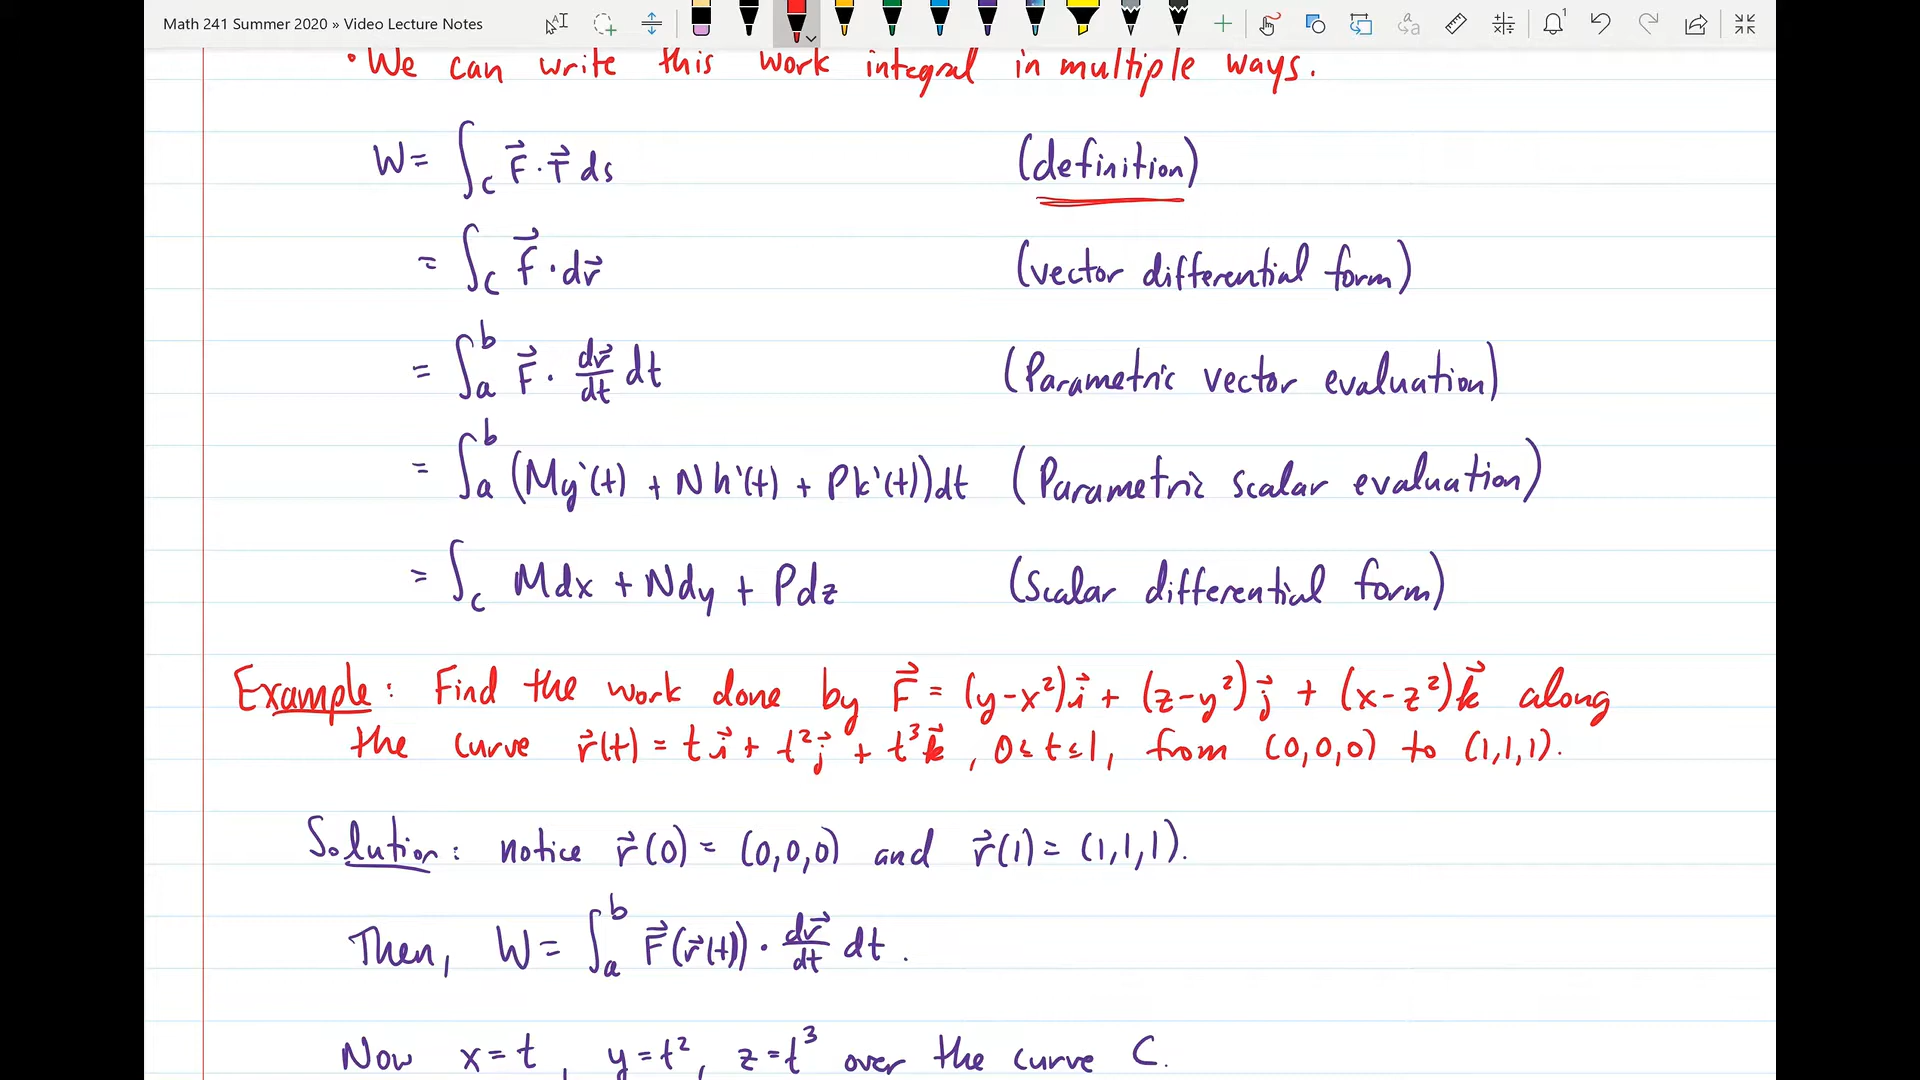 Math 241 Summer 2020 » Video Lecture Notes
• We can write this work integral in multiple ways.
W = ∫_C F⃗ · T⃗ ds (definition)
= ∫_C F⃗ · dr⃗ (vector differential form)
= ∫_a^b F⃗ · dr⃗/dt dt (Parametric vector evaluation)
= ∫_a^b (Mg'(t) + Nh'(t) + Pk'(t))dt (Parametric scalar evaluation)
= ∫_C Mdx + Ndy + Pdz (Scalar differential form)
Example: Find the work done by F⃗ = (y-x²)i⃗ + (z-y²)j⃗ + (x-z²)k⃗ along
the curve r⃗(t) = t i⃗ + t² j⃗ + t³ k⃗, 0≤t≤1, from (0,0,0) to (1,1,1).
Solution: notice r⃗(0) = (0,0,0) and r⃗(1) = (1,1,1).
Then, W = ∫_a^b F⃗(r⃗(t)) · dr⃗/dt dt.
Now x=t, y=t², z=t³ over the curve C.